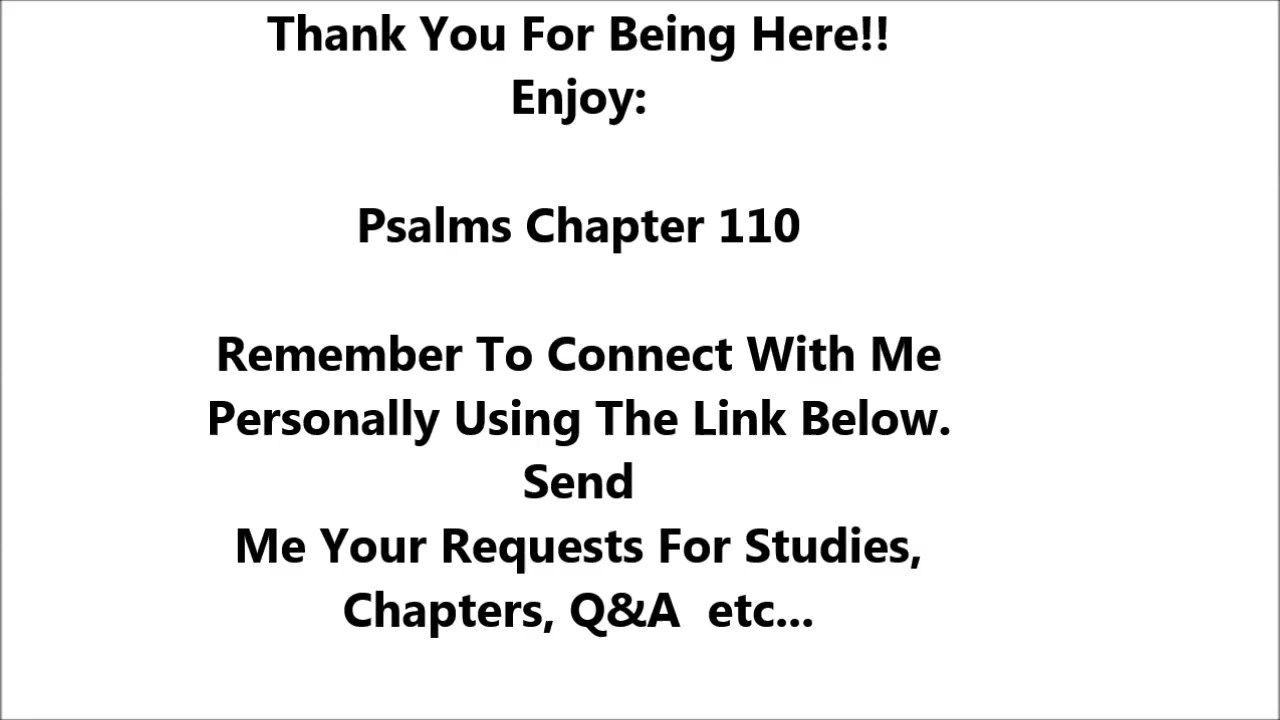 Thank You For Being Here!!
Enjoy:
Psalms Chapter 110
Remember To Connect With Me
Personally Using The Link Below.
Send
Me Your Requests For Studies,
Chapters, Q&A  etc...